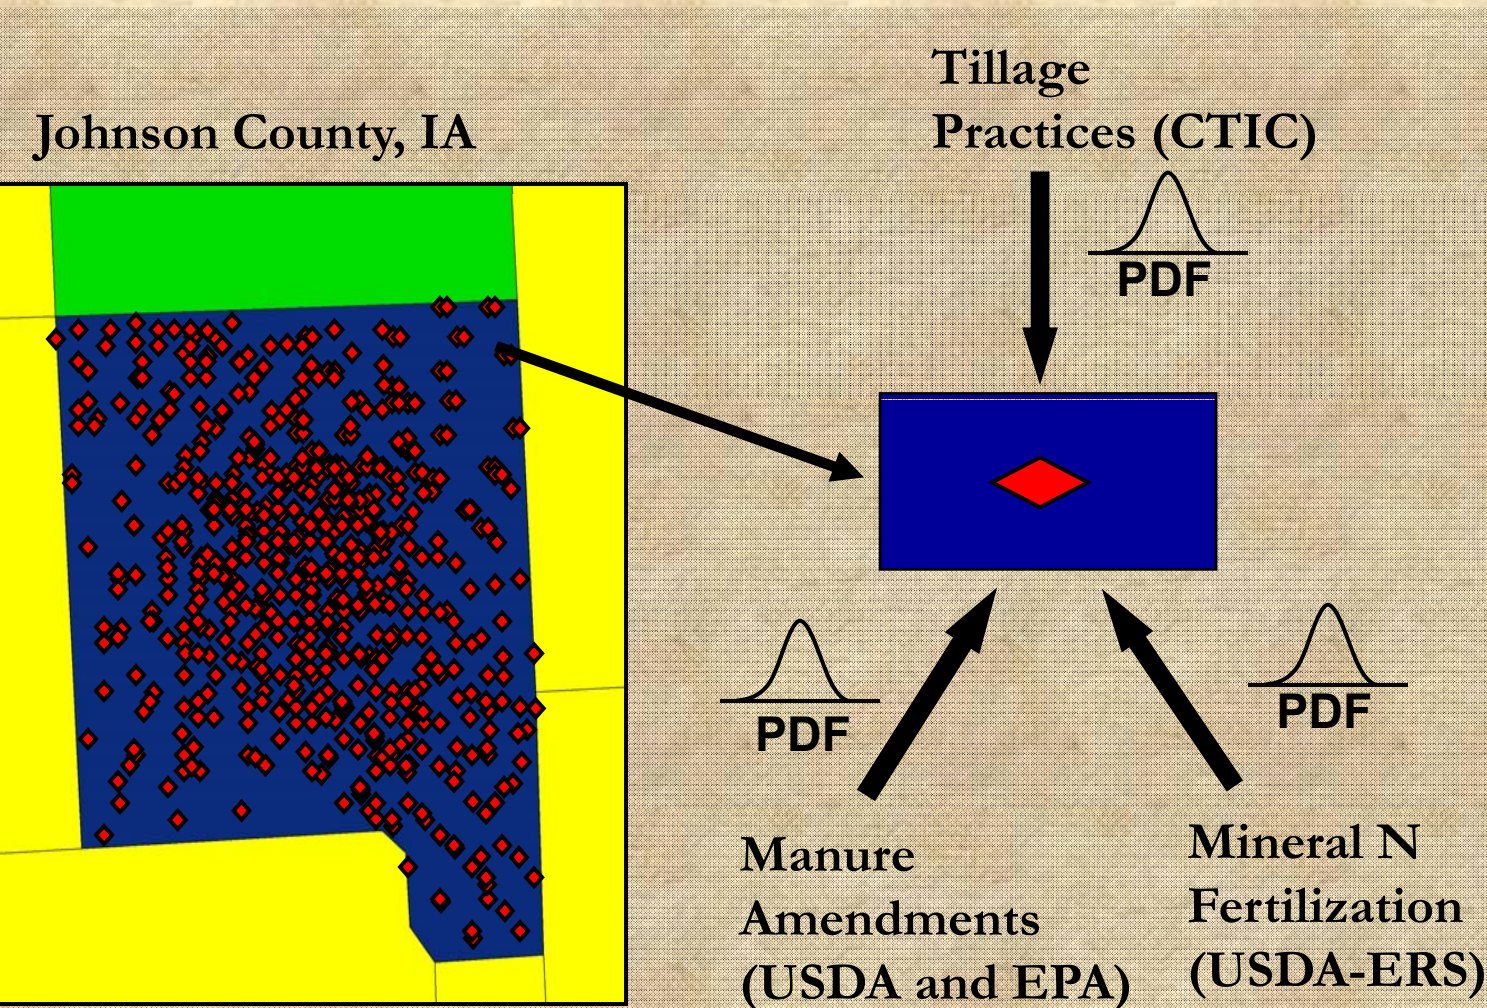 Johnson County, IA
Tillage
Practices (CTIC)
PDF
PDF
PDF
Manure
Amendments
(USDA and EPA)
Mineral N
Fertilization
(USDA-ERS)